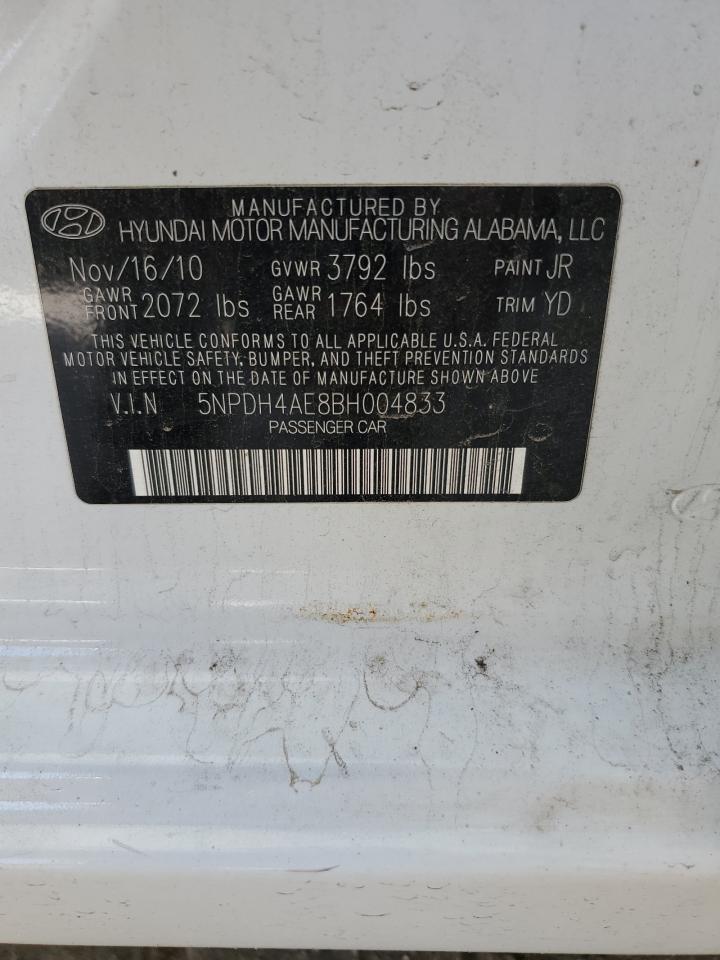 MANUFACTURED BY
HYUNDAI MOTOR MANUFACTURING ALABAMA, LLC
Nov/16/10 GVWR 3792 lbs PAINT JR
GAWR FRONT 2072 lbs GAWR REAR 1764 lbs TRIM YD
THIS VEHICLE CONFORMS TO ALL APPLICABLE U.S.A. FEDERAL
MOTOR VEHICLE SAFETY, BUMPER, AND THEFT PREVENTION STANDARDS
IN EFFECT ON THE DATE OF MANUFACTURE SHOWN ABOVE
V.I.N 5NPDH4AE8BH004833
PASSENGER CAR